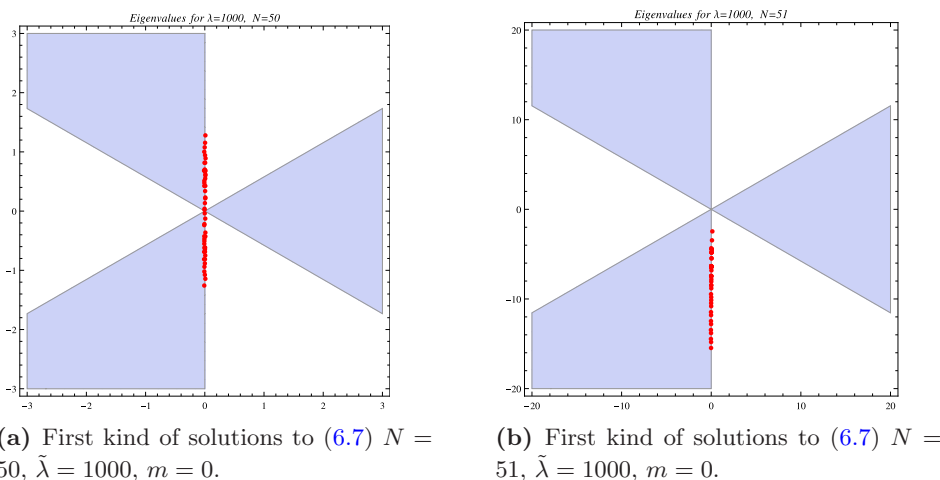 Eigenvalues for λ=1000, N=50
3
2
1
0
−1
−2
−3
−3 −2 −1 0 1 2 3
(a) First kind of solutions to (6.7) N =
50, λ̃ = 1000, m = 0.
Eigenvalues for λ=1000, N=51
20
10
0
−10
−20
−20 −10 0 10 20
(b) First kind of solutions to (6.7) N =
51, λ̃ = 1000, m = 0.